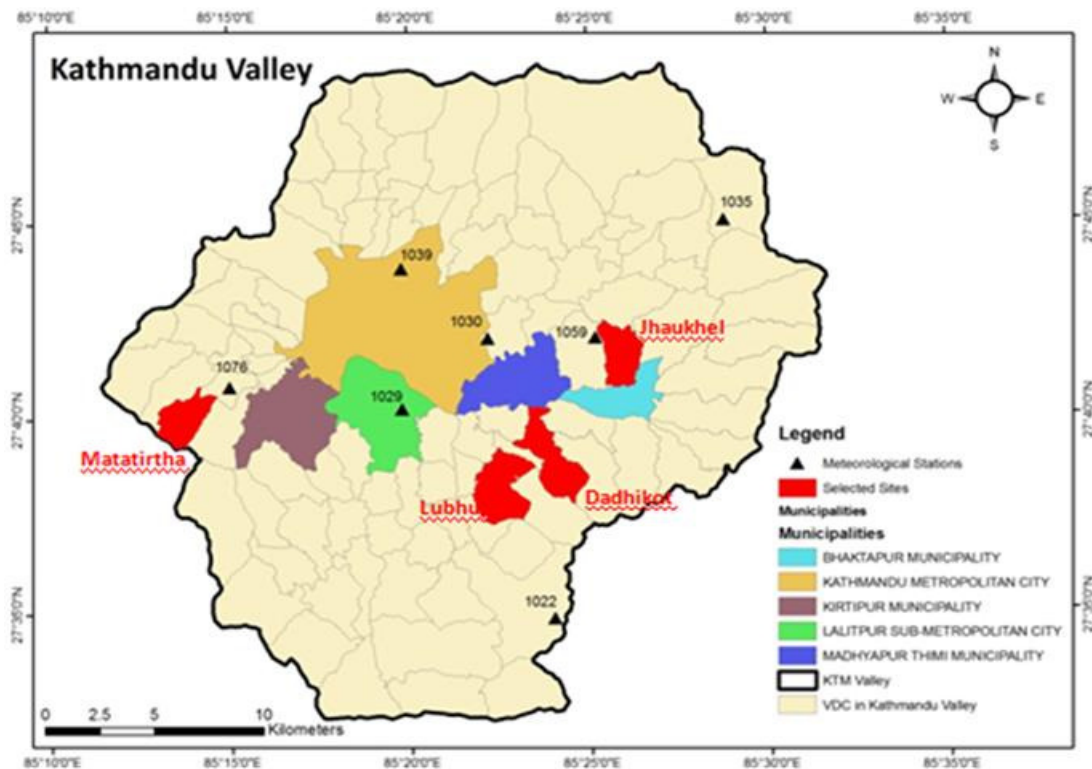 85°10'0"E 85°15'0"E 85°20'0"E 85°25'0"E 85°30'0"E 85°35'0"E
Kathmandu Valley
N
W E
S
27°45'0"N
27°45'0"N
1035
1039
1030
1059
Jhaukhel
1076
1029
27°40'0"N
27°40'0"N
Matatirtha
Lubhu
Dadhikot
1022
27°35'0"N
27°35'0"N
Legend
Meteorological Stations
Selected Sites
Municipalities
Municipalities
BHAKTAPUR MUNICIPALITY
KATHMANDU METROPOLITAN CITY
KIRTIPUR MUNICIPALITY
LALITPUR SUB-METROPOLITAN CITY
MADHYAPUR THIMI MUNICIPALITY
KTM Valley
VDC in Kathmandu Valley
0 2.5 5 10
Kilometers
85°10'0"E 85°15'0"E 85°20'0"E 85°25'0"E 85°30'0"E 85°35'0"E